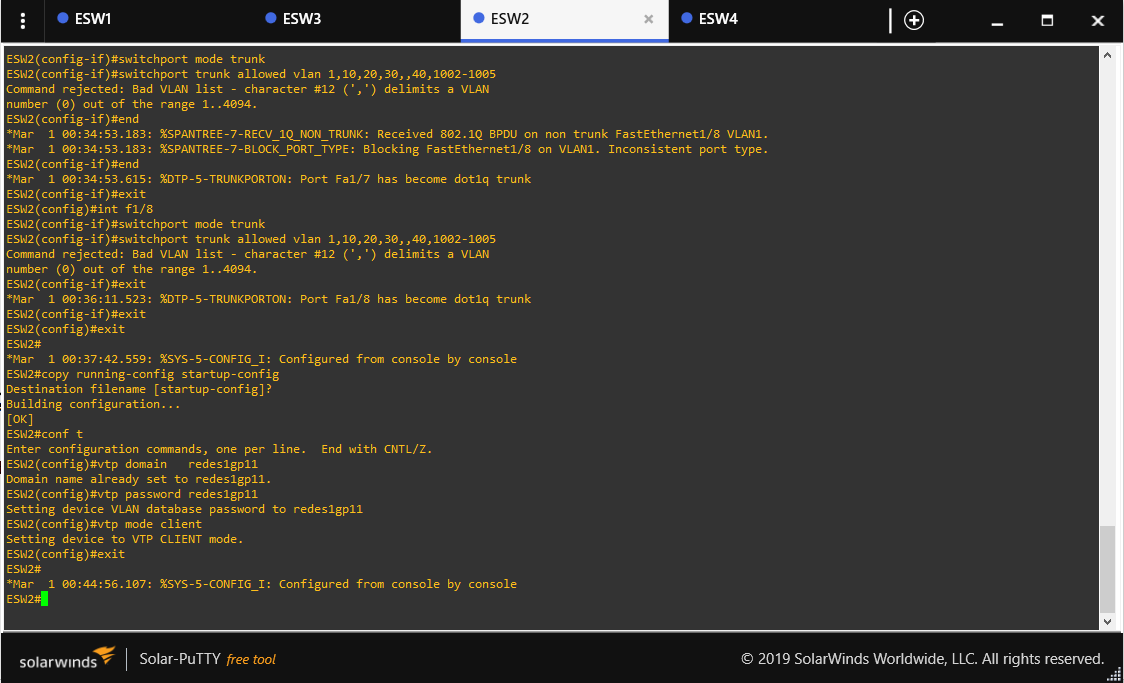 ESW1 ESW3 ESW2 ESW4
ESW2(config-if)#switchport mode trunk
ESW2(config-if)#switchport trunk allowed vlan 1,10,20,30,,40,1002-1005
Command rejected: Bad VLAN list - character #12 (',') delimits a VLAN
number (0) out of the range 1..4094.
ESW2(config-if)#end
*Mar  1 00:34:53.183: %SPANTREE-7-RECV_1Q_NON_TRUNK: Received 802.1Q BPDU on non trunk FastEthernet1/8 VLAN1.
*Mar  1 00:34:53.183: %SPANTREE-7-BLOCK_PORT_TYPE: Blocking FastEthernet1/8 on VLAN1. Inconsistent port type.
ESW2(config-if)#end
*Mar  1 00:34:53.615: %DTP-5-TRUNKPORTON: Port Fa1/7 has become dot1q trunk
ESW2(config-if)#exit
ESW2(config)#int f1/8
ESW2(config-if)#switchport mode trunk
ESW2(config-if)#switchport trunk allowed vlan 1,10,20,30,,40,1002-1005
Command rejected: Bad VLAN list - character #12 (',') delimits a VLAN
number (0) out of the range 1..4094.
ESW2(config-if)#exit
*Mar  1 00:36:11.523: %DTP-5-TRUNKPORTON: Port Fa1/8 has become dot1q trunk
ESW2(config-if)#exit
ESW2(config)#exit
ESW2#
*Mar  1 00:37:42.559: %SYS-5-CONFIG_I: Configured from console by console
ESW2#copy running-config startup-config
Destination filename [startup-config]?
Building configuration...
[OK]
ESW2#conf t
Enter configuration commands, one per line.  End with CNTL/Z.
ESW2(config)#vtp domain   redes1gp11
Domain name already set to redes1gp11.
ESW2(config)#vtp password redes1gp11
Setting device VLAN database password to redes1gp11
ESW2(config)#vtp mode client
Setting device to VTP CLIENT mode.
ESW2(config)#exit
ESW2#
*Mar  1 00:44:56.107: %SYS-5-CONFIG_I: Configured from console by console
ESW2#
solarwinds Solar-PuTTY free tool © 2019 SolarWinds Worldwide, LLC. All rights reserved.